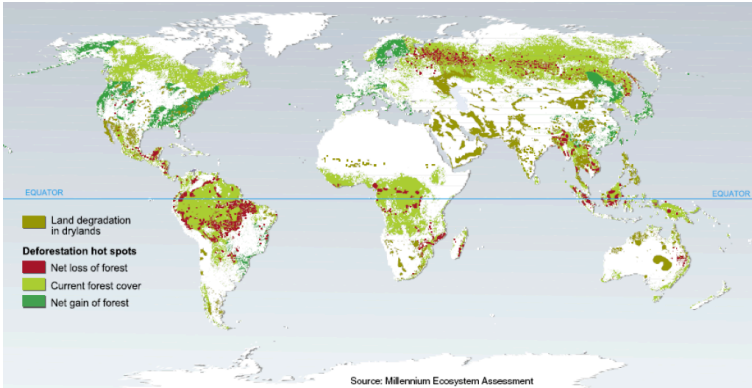 EQUATOR
EQUATOR
Land degradation
in drylands
Deforestation hot spots
Net loss of forest
Current forest cover
Net gain of forest
Source: Millennium Ecosystem Assessment